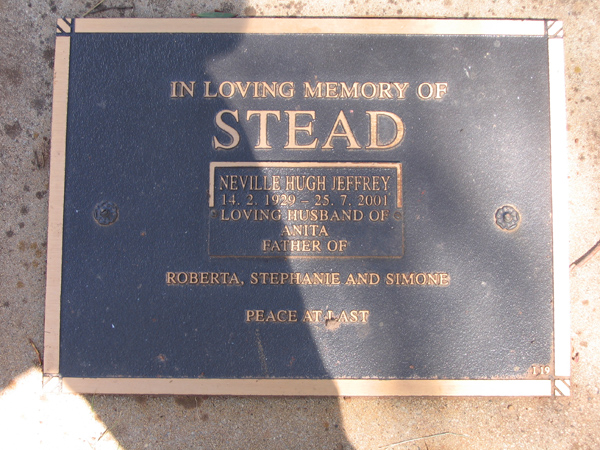 IN LOVING MEMORY OF
STEAD
NEVILLE HUGH JEFFREY
14. 2. 1929 – 25. 7. 2001
LOVING HUSBAND OF
ANITA
FATHER OF
ROBERTA, STEPHANIE AND SIMONE
PEACE AT LAST